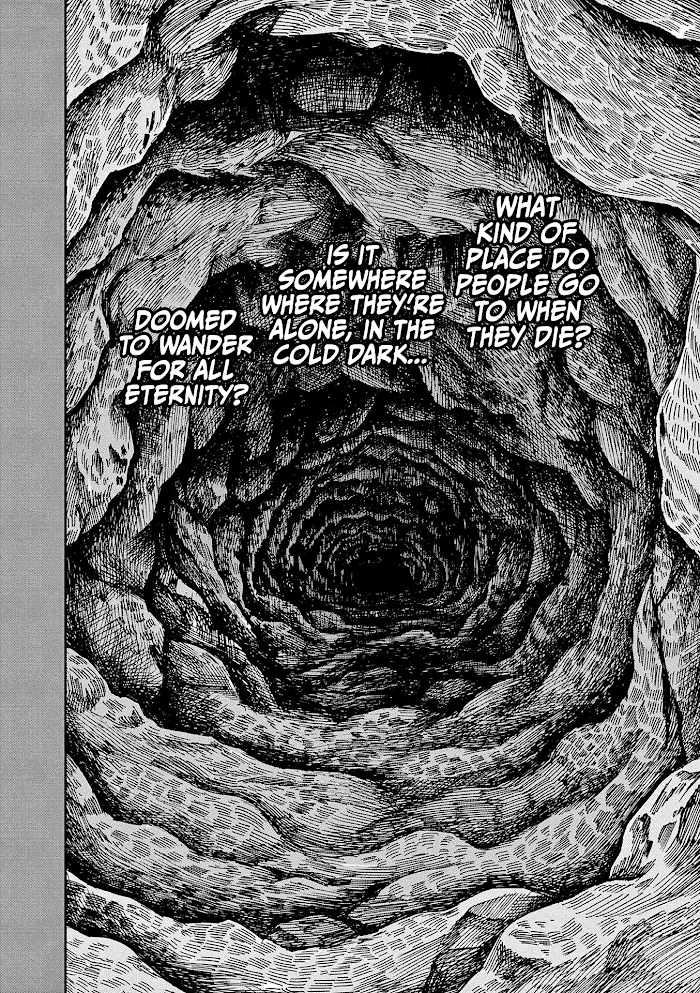 WHAT
KIND OF
PLACE DO
PEOPLE GO
TO WHEN
THEY DIE?
IS IT
SOMEWHERE
WHERE THEY'RE
ALONE, IN THE
COLD DARK...
DOOMED
TO WANDER
FOR ALL
ETERNITY?